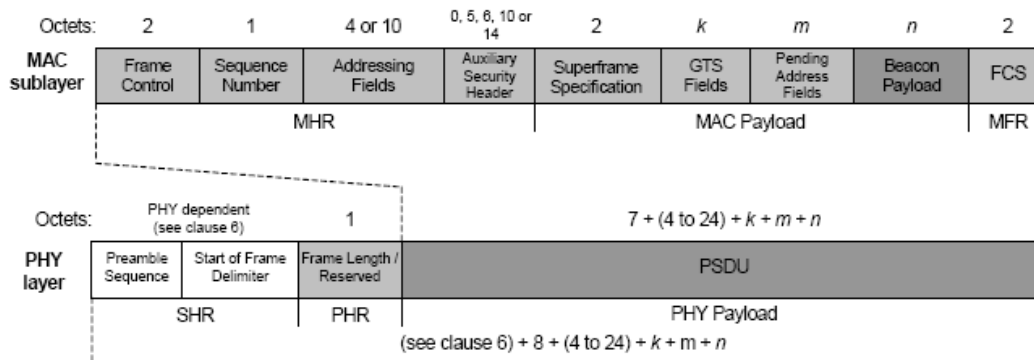 Octets: 2 1 4 or 10 0, 5, 6, 10 or 14 2 k m n 2
MAC sublayer
Frame Control
Sequence Number
Addressing Fields
Auxiliary Security Header
Superframe Specification
GTS Fields
Pending Address Fields
Beacon Payload
FCS
MHR MAC Payload MFR
Octets: PHY dependent (see clause 6) 1 7 + (4 to 24) + k + m + n
PHY layer
Preamble Sequence
Start of Frame Delimiter
Frame Length / Reserved
PSDU
SHR PHR PHY Payload
(see clause 6) + 8 + (4 to 24) + k + m + n